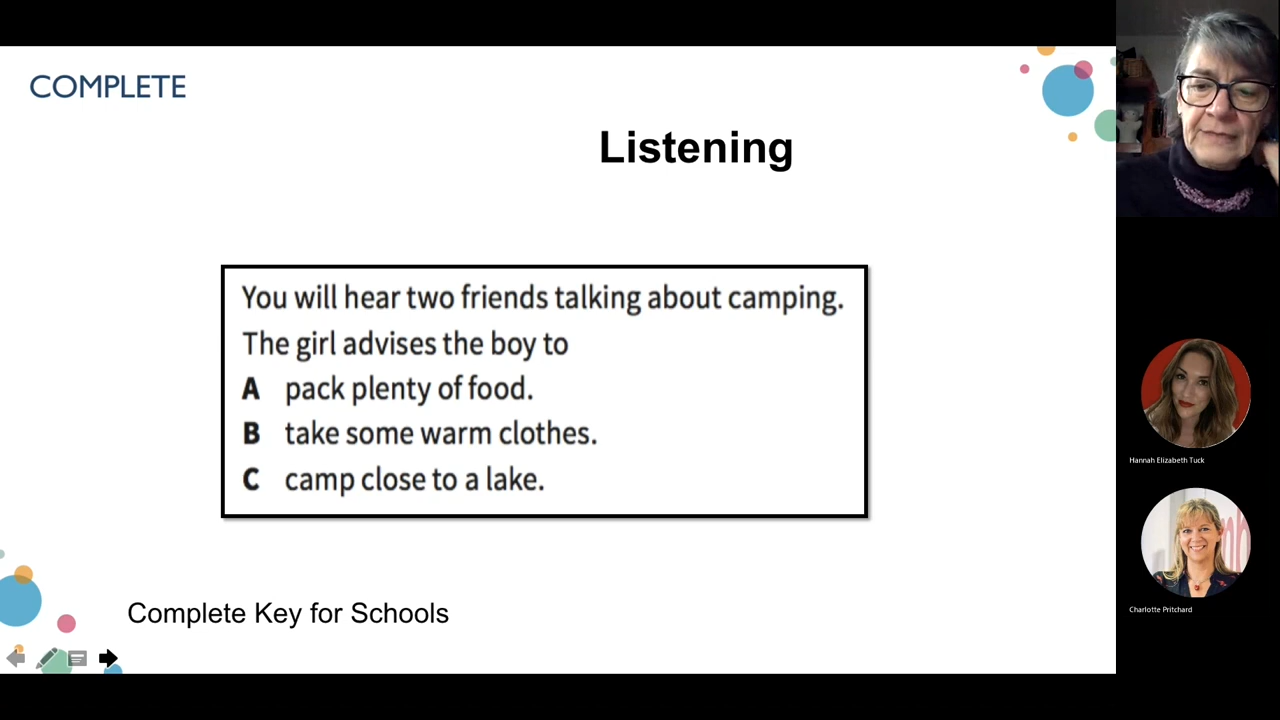 COMPLETE
Listening
You will hear two friends talking about camping.
The girl advises the boy to
A pack plenty of food.
B take some warm clothes.
C camp close to a lake.
Complete Key for Schools
Hannah Elizabeth Tuck
Charlotte Pritchard